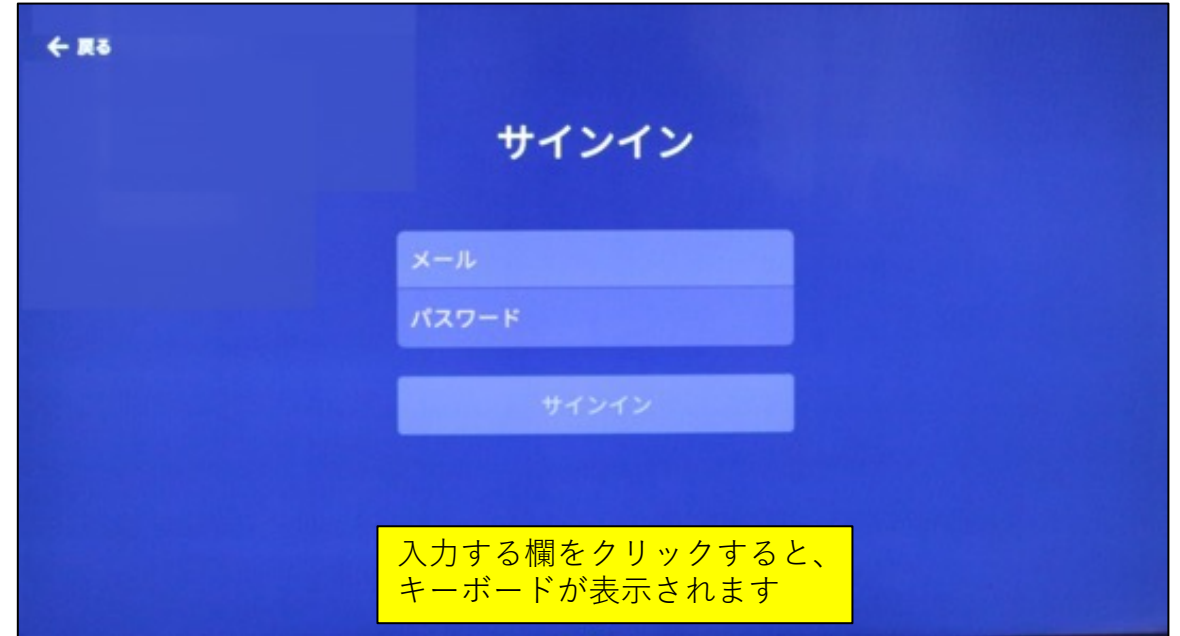 ← 戻る
サインイン
メール
パスワード
サインイン
入力する欄をクリックすると、
キーボードが表示されます